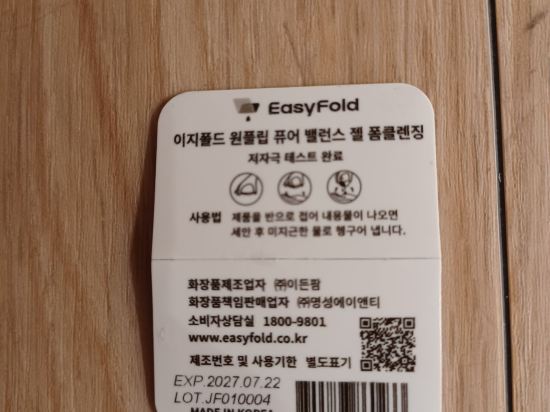 EasyFold
이지폴드 원풀립 퓨어 밸런스 젤 폼클렌징
저자극 테스트 완료
사용법 제품을 반으로 접어 내용물이 나오면
세안 후 미지근한 물로 헹구어 냅니다.
화장품제조업자 ㈜이든팜
화장품책임판매업자 ㈜명성에이앤티
소비자상담실 1800-9801
www.easyfold.co.kr
제조번호 및 사용기한 별도표기
EXP.2027.07.22
LOT.JF010004
MADE IN KOREA